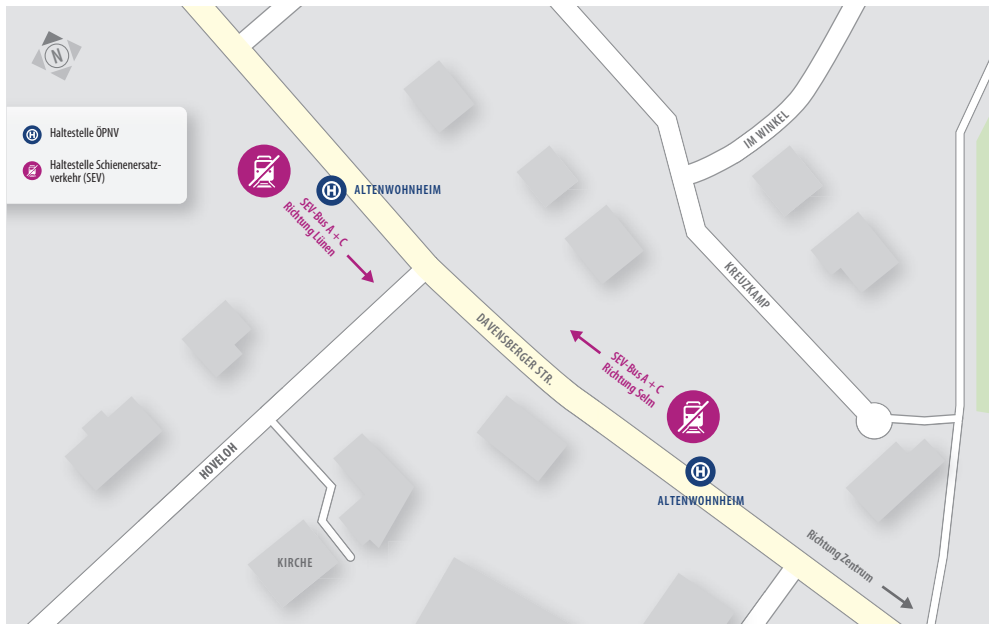 N
H Haltestelle ÖPNV
Haltestelle Schienenersatz-
verkehr (SEV)
IM WINKEL
H ALTENWOHNHEIM
SEV-Bus A + C
Richtung Lünen
KREUZKAMP
DAVENSBERGER STR.
SEV-Bus A + C
Richtung Selm
HOVELOH
H
ALTENWOHNHEIM
KIRCHE
Richtung Zentrum